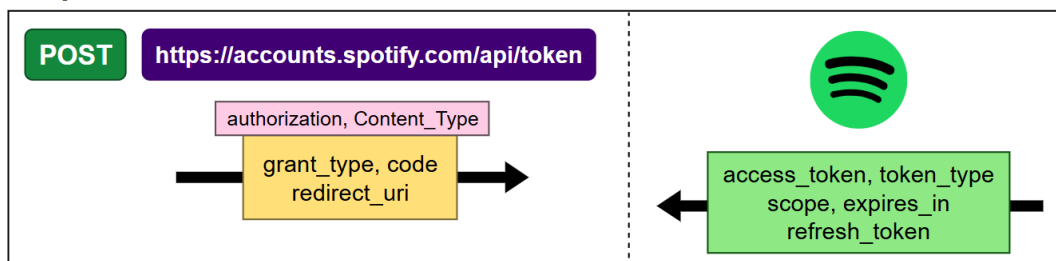 POST
https://accounts.spotify.com/api/token
authorization, Content_Type
grant_type, code
redirect_uri
access_token, token_type
scope, expires_in
refresh_token